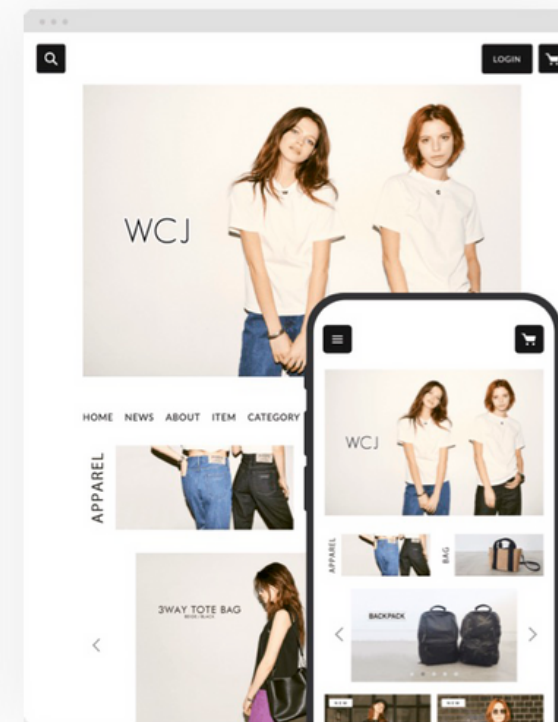 LOGIN
WCJ
HOME NEWS ABOUT ITEM CATEGORY
APPAREL
3WAY TOTE BAG
WCJ
APPAREL
BAG
BACKPACK
NEW
NEW